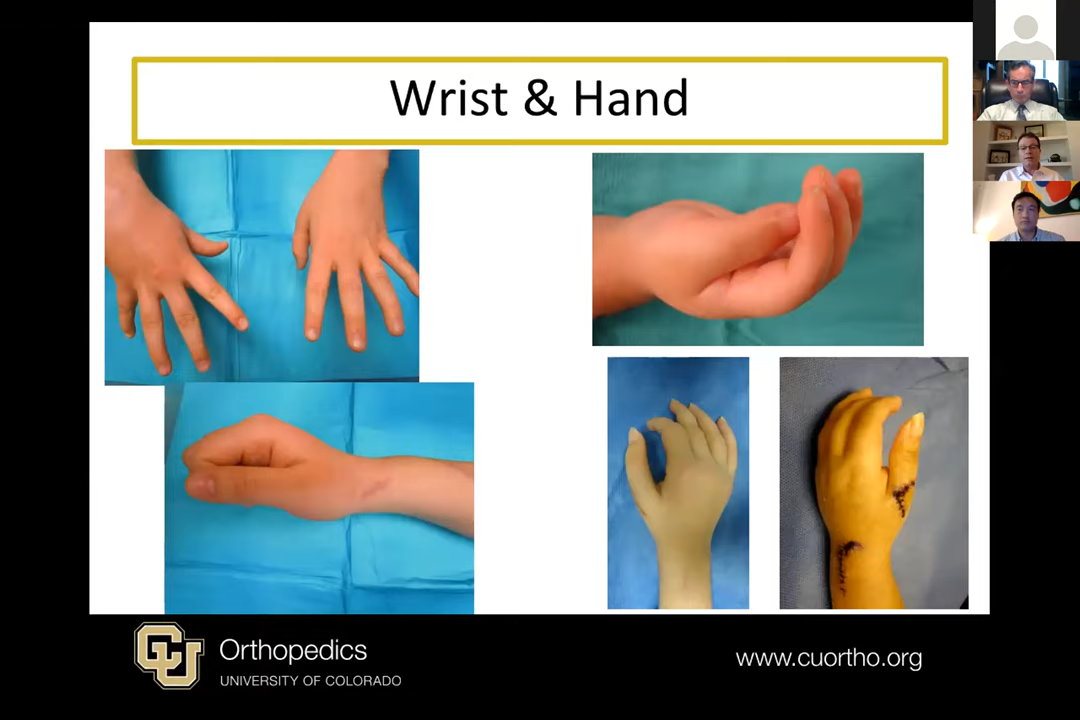 Wrist & Hand
CU
Orthopedics
UNIVERSITY OF COLORADO
www.cuortho.org